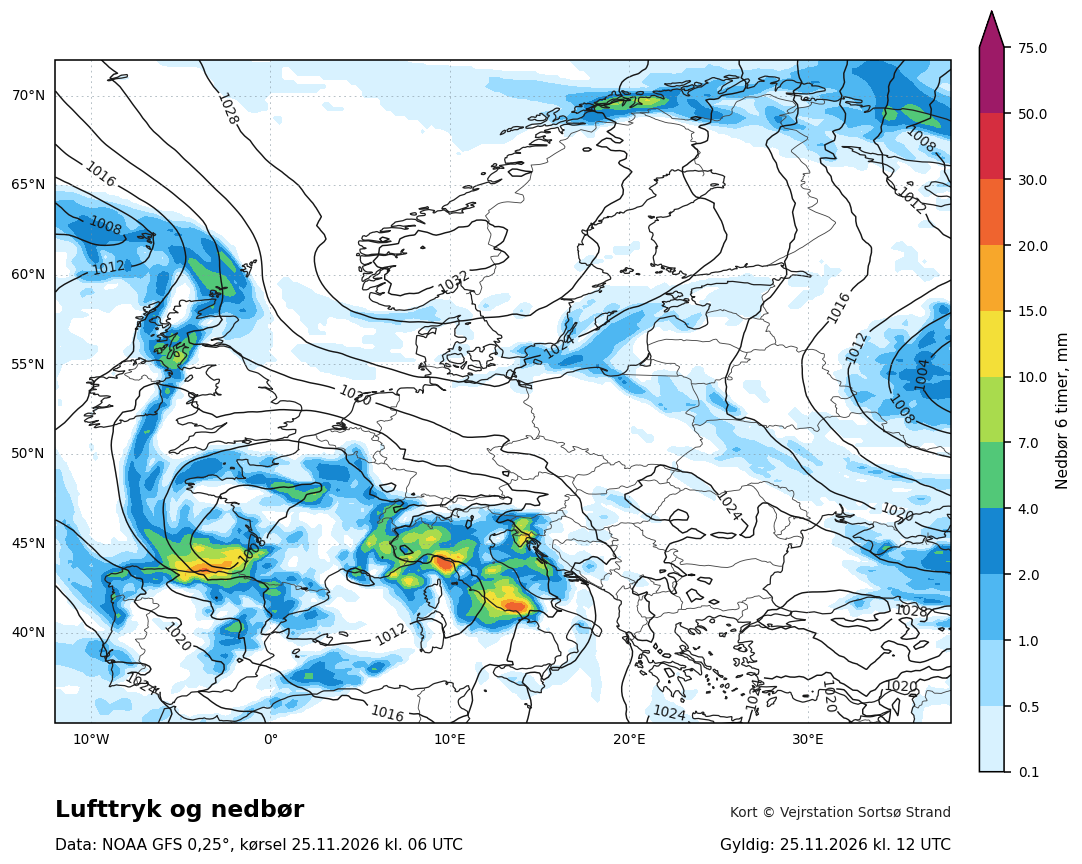 75.0
50.0
30.0
20.0
15.0
10.0
7.0
4.0
2.0
1.0
0.5
0.1
Nedbør 6 timer, mm
70°N
65°N
60°N
55°N
50°N
45°N
40°N
10°W
0°
10°E
20°E
30°E
1028
1016
1008
1012
1032
1024
1020
1008
1012
1016
1012
1004
1008
1024
1020
1008
1028
1020
1012
1024
1016
1024
1020
1020
Lufttryk og nedbør
Kort © Vejrstation Sortsø Strand
Data: NOAA GFS 0,25°, kørsel 25.11.2026 kl. 06 UTC
Gyldig: 25.11.2026 kl. 12 UTC